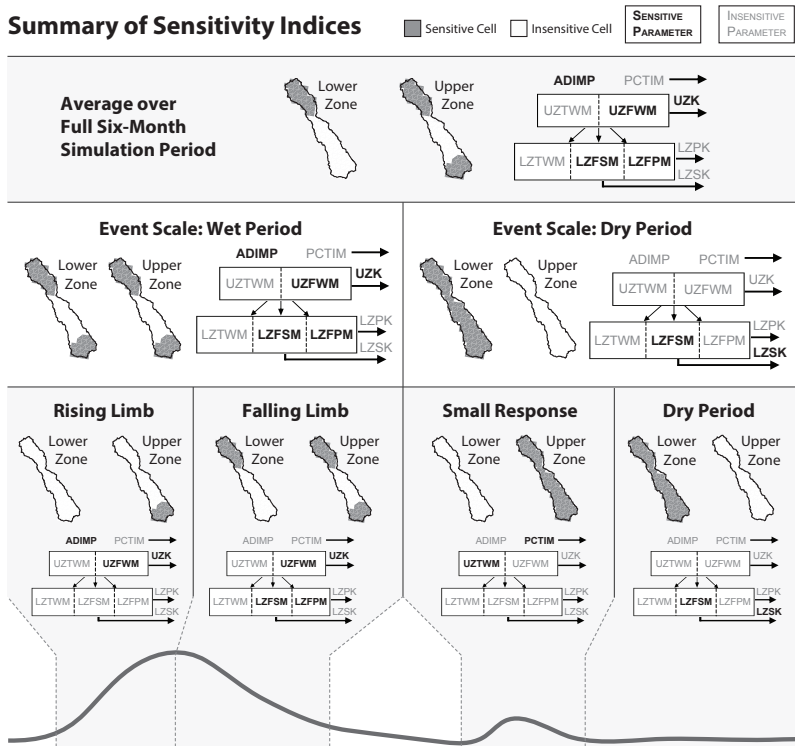 Summary of Sensitivity Indices
Sensitive Cell
Insensitive Cell
SENSITIVE
PARAMETER
INSENSITIVE
PARAMETER
Average over
Full Six-Month
Simulation Period
Lower
Zone
Upper
Zone
ADIMP PCTIM
UZTWM UZFWM UZK
LZTWM LZFSM LZFPM LZPK
LZSK
Event Scale: Wet Period
Lower
Zone
Upper
Zone
ADIMP PCTIM
UZTWM UZFWM UZK
LZTWM LZFSM LZFPM LZPK
LZSK
Event Scale: Dry Period
Lower
Zone
Upper
Zone
ADIMP PCTIM
UZTWM UZFWM UZK
LZTWM LZFSM LZFPM LZPK
LZSK
Rising Limb
Lower
Zone
Upper
Zone
ADIMP PCTIM
UZTWM UZFWM UZK
LZTWM LZFSM LZFPM LZPK
LZSK
Falling Limb
Lower
Zone
Upper
Zone
ADIMP PCTIM
UZTWM UZFWM UZK
LZTWM LZFSM LZFPM LZPK
LZSK
Small Response
Lower
Zone
Upper
Zone
ADIMP PCTIM
UZTWM UZFWM UZK
LZTWM LZFSM LZFPM LZPK
LZSK
Dry Period
Lower
Zone
Upper
Zone
ADIMP PCTIM
UZTWM UZFWM UZK
LZTWM LZFSM LZFPM LZPK
LZSK